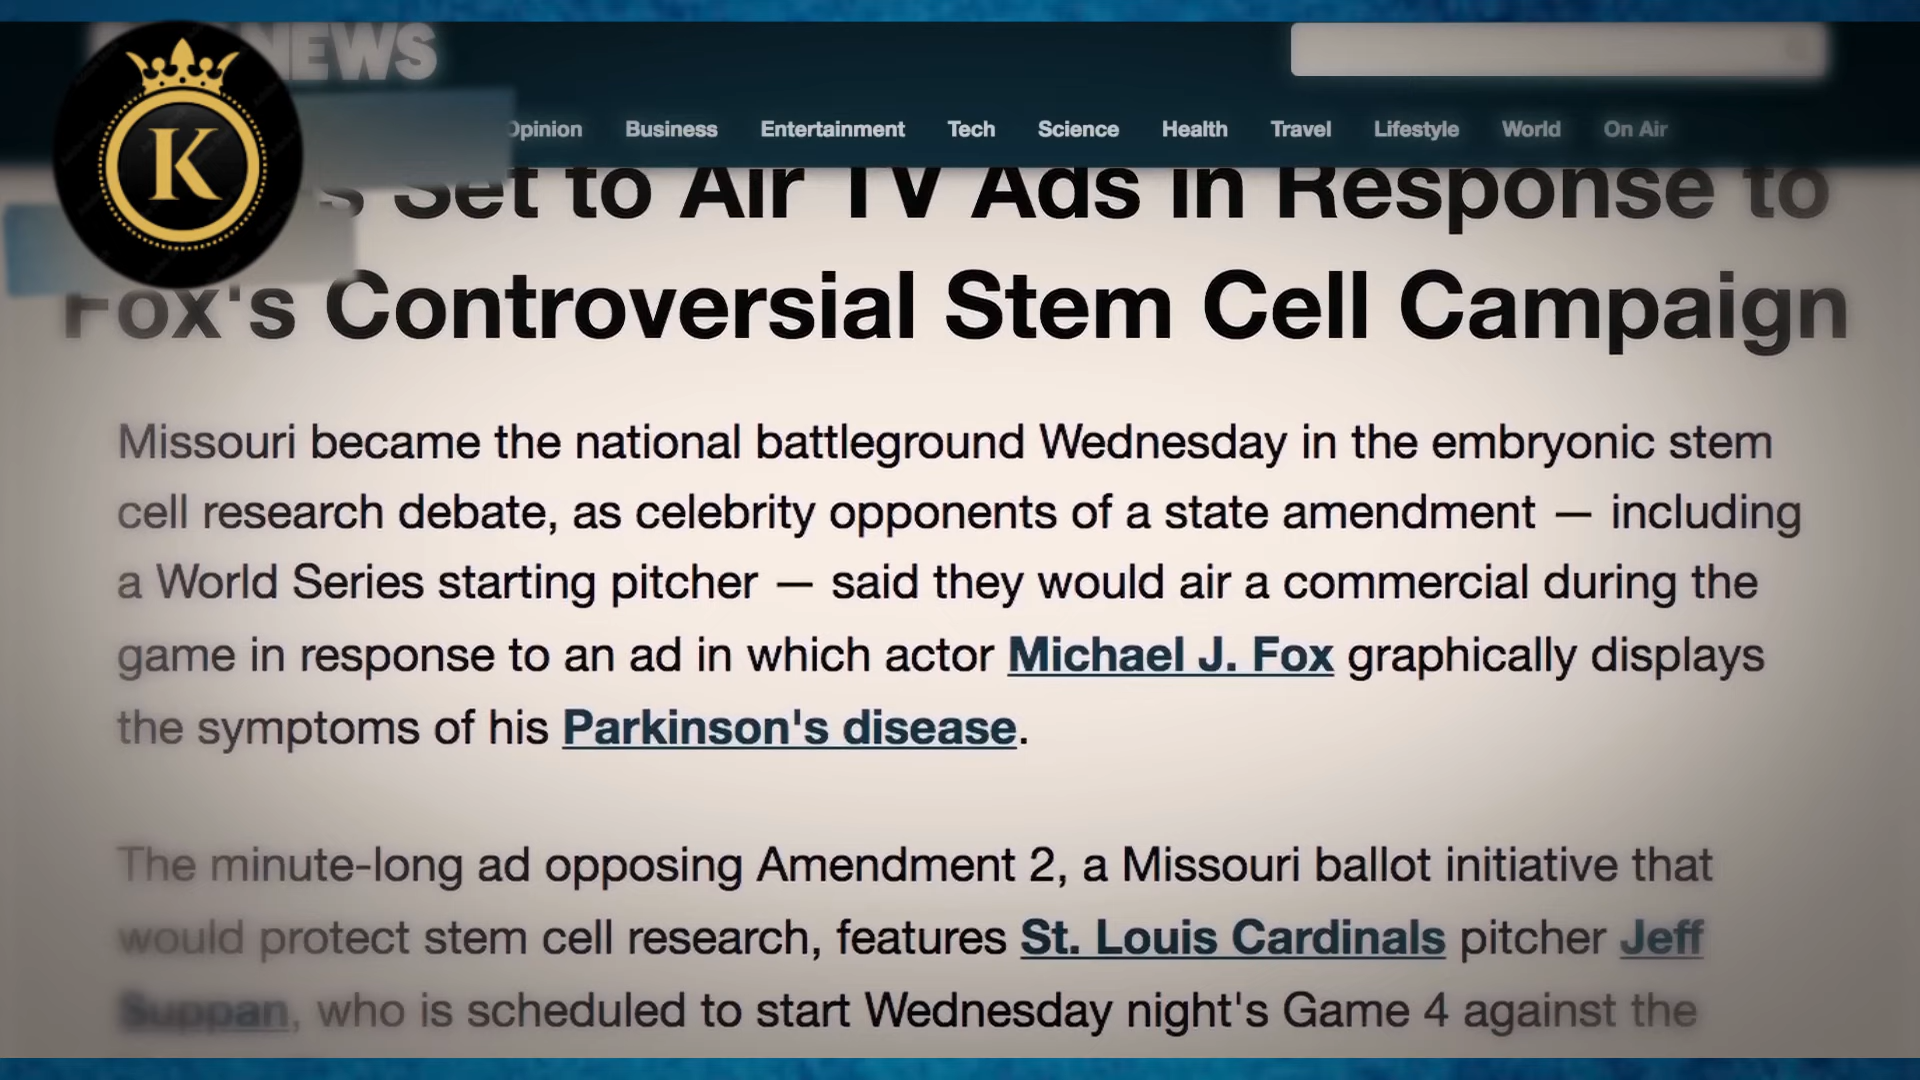 NEWS
K
Opinion Business Entertainment Tech Science Health Travel Lifestyle World On Air
Set to Air TV Ads in Response to
Fox's Controversial Stem Cell Campaign
Missouri became the national battleground Wednesday in the embryonic stem
cell research debate, as celebrity opponents of a state amendment — including
a World Series starting pitcher — said they would air a commercial during the
game in response to an ad in which actor Michael J. Fox graphically displays
the symptoms of his Parkinson's disease.
The minute-long ad opposing Amendment 2, a Missouri ballot initiative that
would protect stem cell research, features St. Louis Cardinals pitcher Jeff
Suppan, who is scheduled to start Wednesday night's Game 4 against the